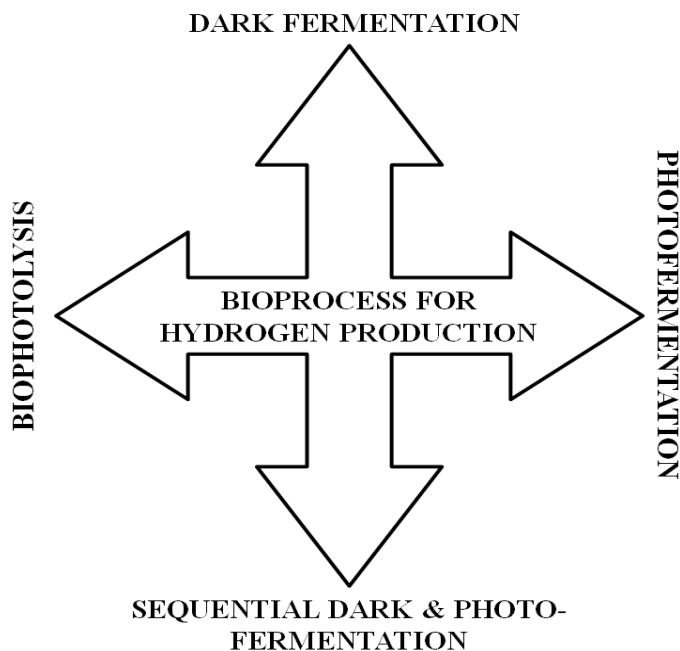 DARK FERMENTATION
PHOTOFERMENTATION
BIOPHOTOLYSIS
BIOPROCESS FOR
HYDROGEN PRODUCTION
SEQUENTIAL DARK & PHOTO-
FERMENTATION